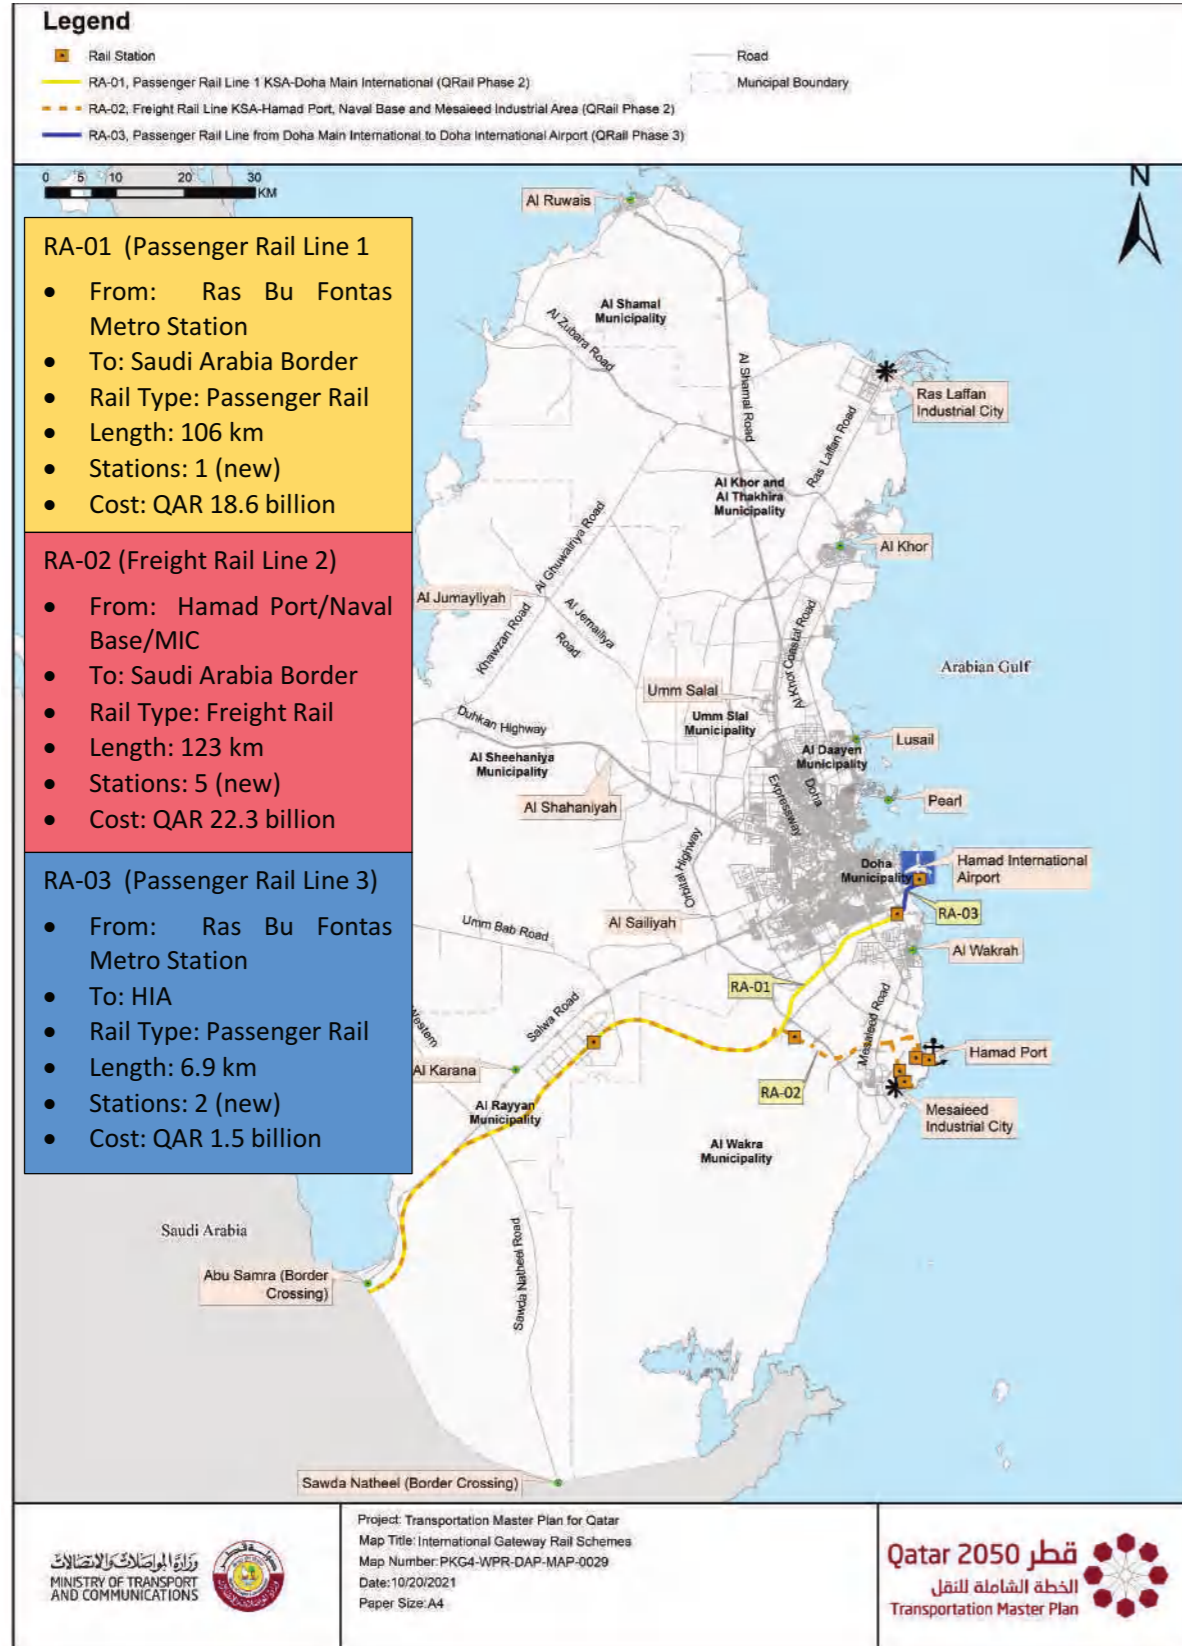 Legend
Rail Station
RA-01, Passenger Rail Line 1 KSA-Doha Main International (QRail Phase 2)
RA-02, Freight Rail Line KSA-Hamad Port, Naval Base and Mesaieed Industrial Area (QRail Phase 2)
RA-03, Passenger Rail Line from Doha Main International to Doha International Airport (QRail Phase 3)
Road
Muncipal Boundary
0 5 10 20 30
KM
N
RA-01 (Passenger Rail Line 1
• From: Ras Bu Fontas
Metro Station
• To: Saudi Arabia Border
• Rail Type: Passenger Rail
• Length: 106 km
• Stations: 1 (new)
• Cost: QAR 18.6 billion
RA-02 (Freight Rail Line 2)
• From: Hamad Port/Naval
Base/MIC
• To: Saudi Arabia Border
• Rail Type: Freight Rail
• Length: 123 km
• Stations: 5 (new)
• Cost: QAR 22.3 billion
RA-03 (Passenger Rail Line 3)
• From: Ras Bu Fontas
Metro Station
• To: HIA
• Rail Type: Passenger Rail
• Length: 6.9 km
• Stations: 2 (new)
• Cost: QAR 1.5 billion
Al Ruwais
Al Shamal
Municipality
Al Zubara Road
Al Shamal Road
Ras Laffan
Industrial City
Ras Laffan Road
Al Khor and
Al Thakhira
Municipality
Al Khor
Al Ghuwairiya Road
Al Jumayliyah
Al Jemailiya
Road
Khawzan Road
Al Khor Coastal Road
Arabian Gulf
Umm Salal
Umm Slal
Municipality
Duhkan Highway
Al Sheehaniya
Municipality
Lusail
Al Daayen
Municipality
Doha
Expressway
Pearl
Al Shahaniyah
Orbital Highway
Doha
Municipality
Hamad International
Airport
RA-03
Al Sailiyah
Umm Bab Road
Al Wakrah
RA-01
Salwa Road
Western
Mesaieed Road
Hamad Port
Al Karana
RA-02
Al Rayyan
Municipality
Mesaieed
Industrial City
Al Wakra
Municipality
Saudi Arabia
Sawda Natheel Road
Abu Samra (Border
Crossing)
Sawda Natheel (Border Crossing)
وزارة المواصلات والاتصالات
MINISTRY OF TRANSPORT
AND COMMUNICATIONS
Project: Transportation Master Plan for Qatar
Map Title: International Gateway Rail Schemes
Map Number: PKG4-WPR-DAP-MAP-0029
Date:10/20/2021
Paper Size:A4
Qatar 2050 قطر
الخطة الشاملة للنقل
Transportation Master Plan